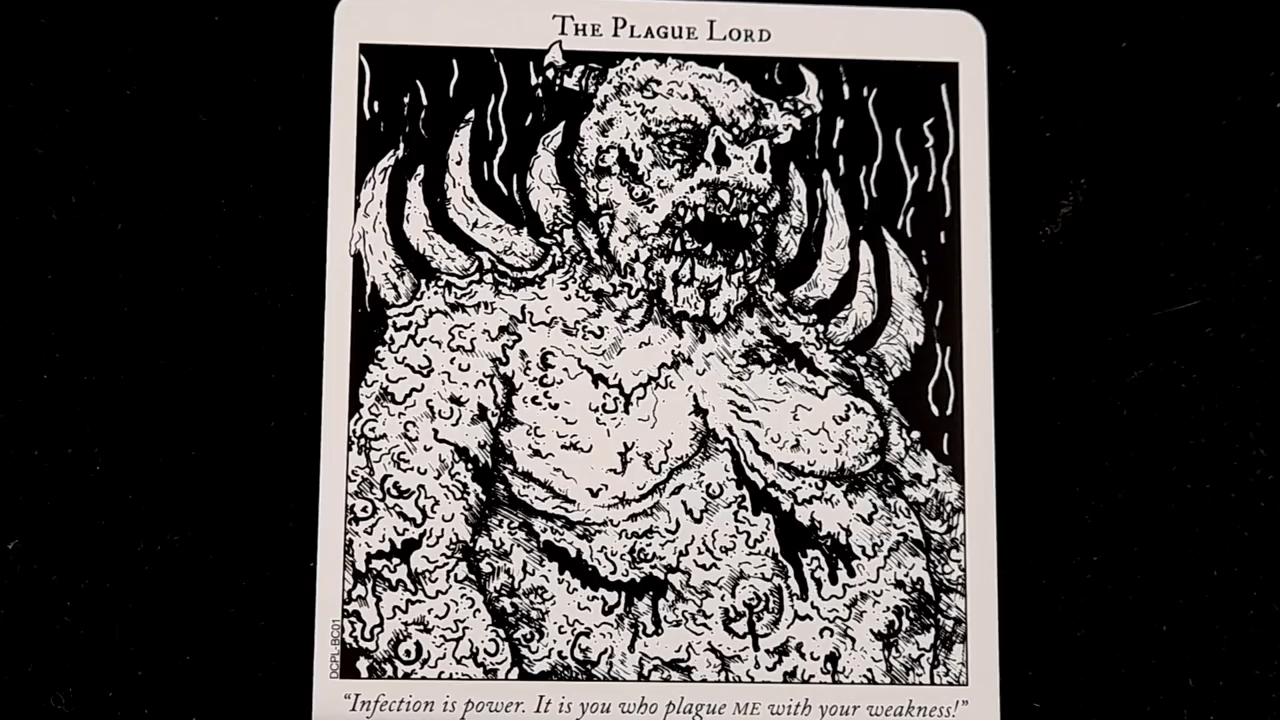 The Plague Lord
DCPL-BC01
“Infection is power. It is you who plague ME with your weakness!”